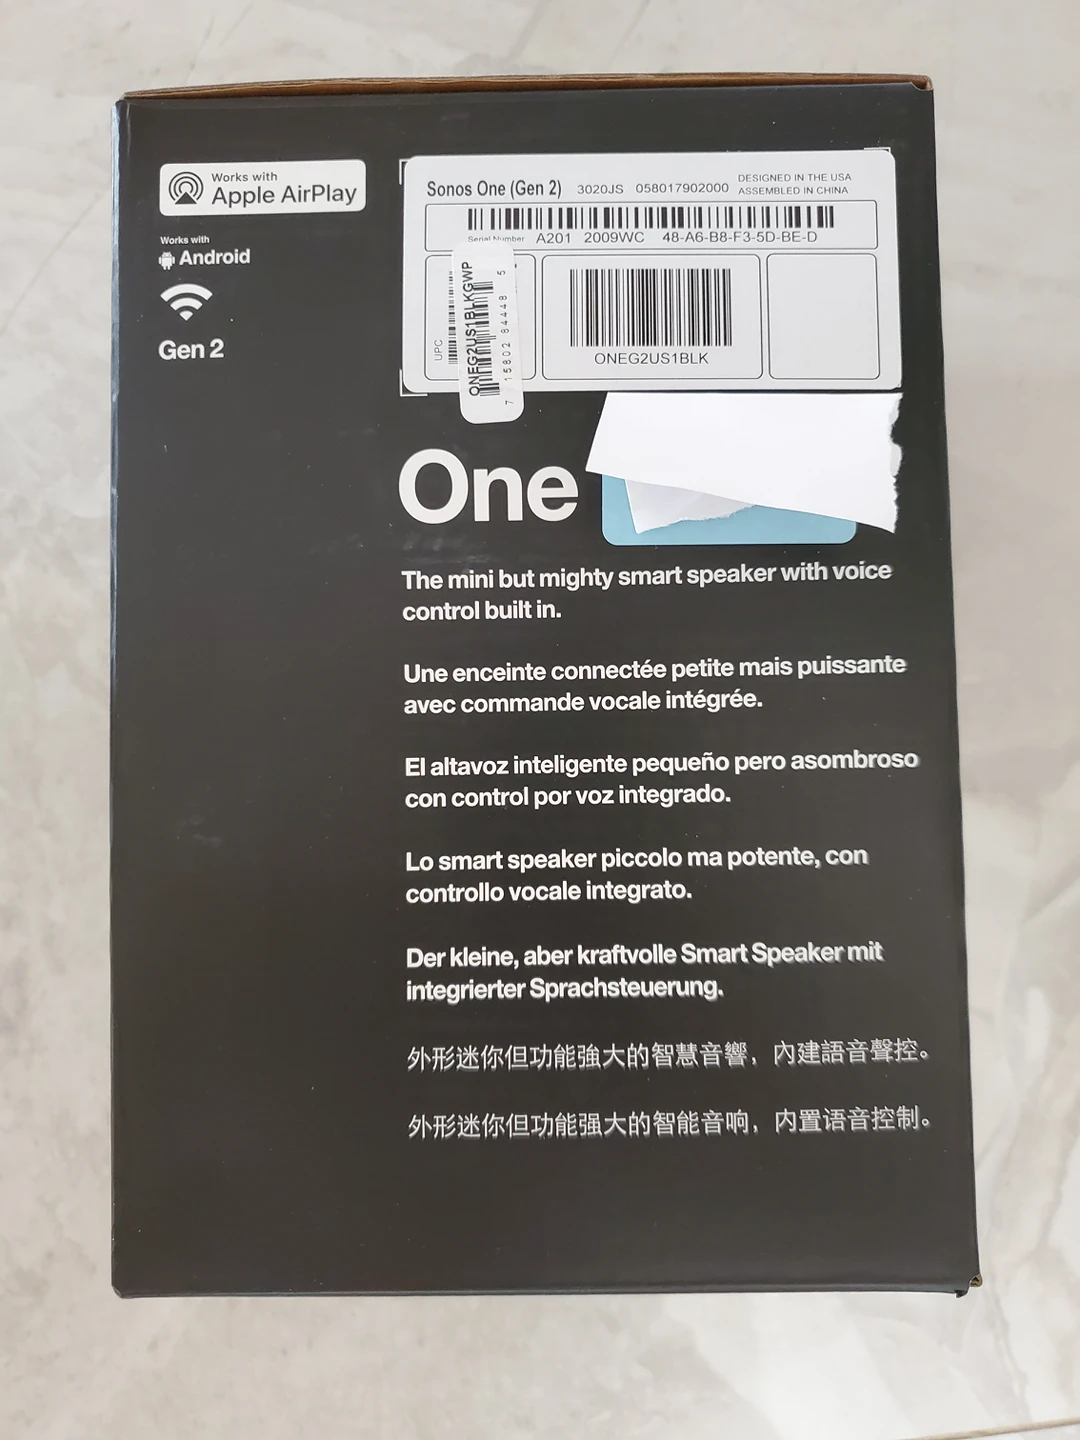 Works with
Apple AirPlay
Works with
Android
Gen 2
Sonos One (Gen 2) 3020JS 058017902000 DESIGNED IN THE USA
ASSEMBLED IN CHINA
Serial Number A201 2009WC 48-A6-B8-F3-5D-BE-D
UPC
ONEG2US1BLKGWP
7 15802 84448 5
ONEG2US1BLK
One
The mini but mighty smart speaker with voice
control built in.
Une enceinte connectée petite mais puissante
avec commande vocale intégrée.
El altavoz inteligente pequeño pero asombroso
con control por voz integrado.
Lo smart speaker piccolo ma potente, con
controllo vocale integrato.
Der kleine, aber kraftvolle Smart Speaker mit
integrierter Sprachsteuerung.
外形迷你但功能強大的智慧音響，內建語音聲控。
外形迷你但功能强大的智能音响，内置语音控制。